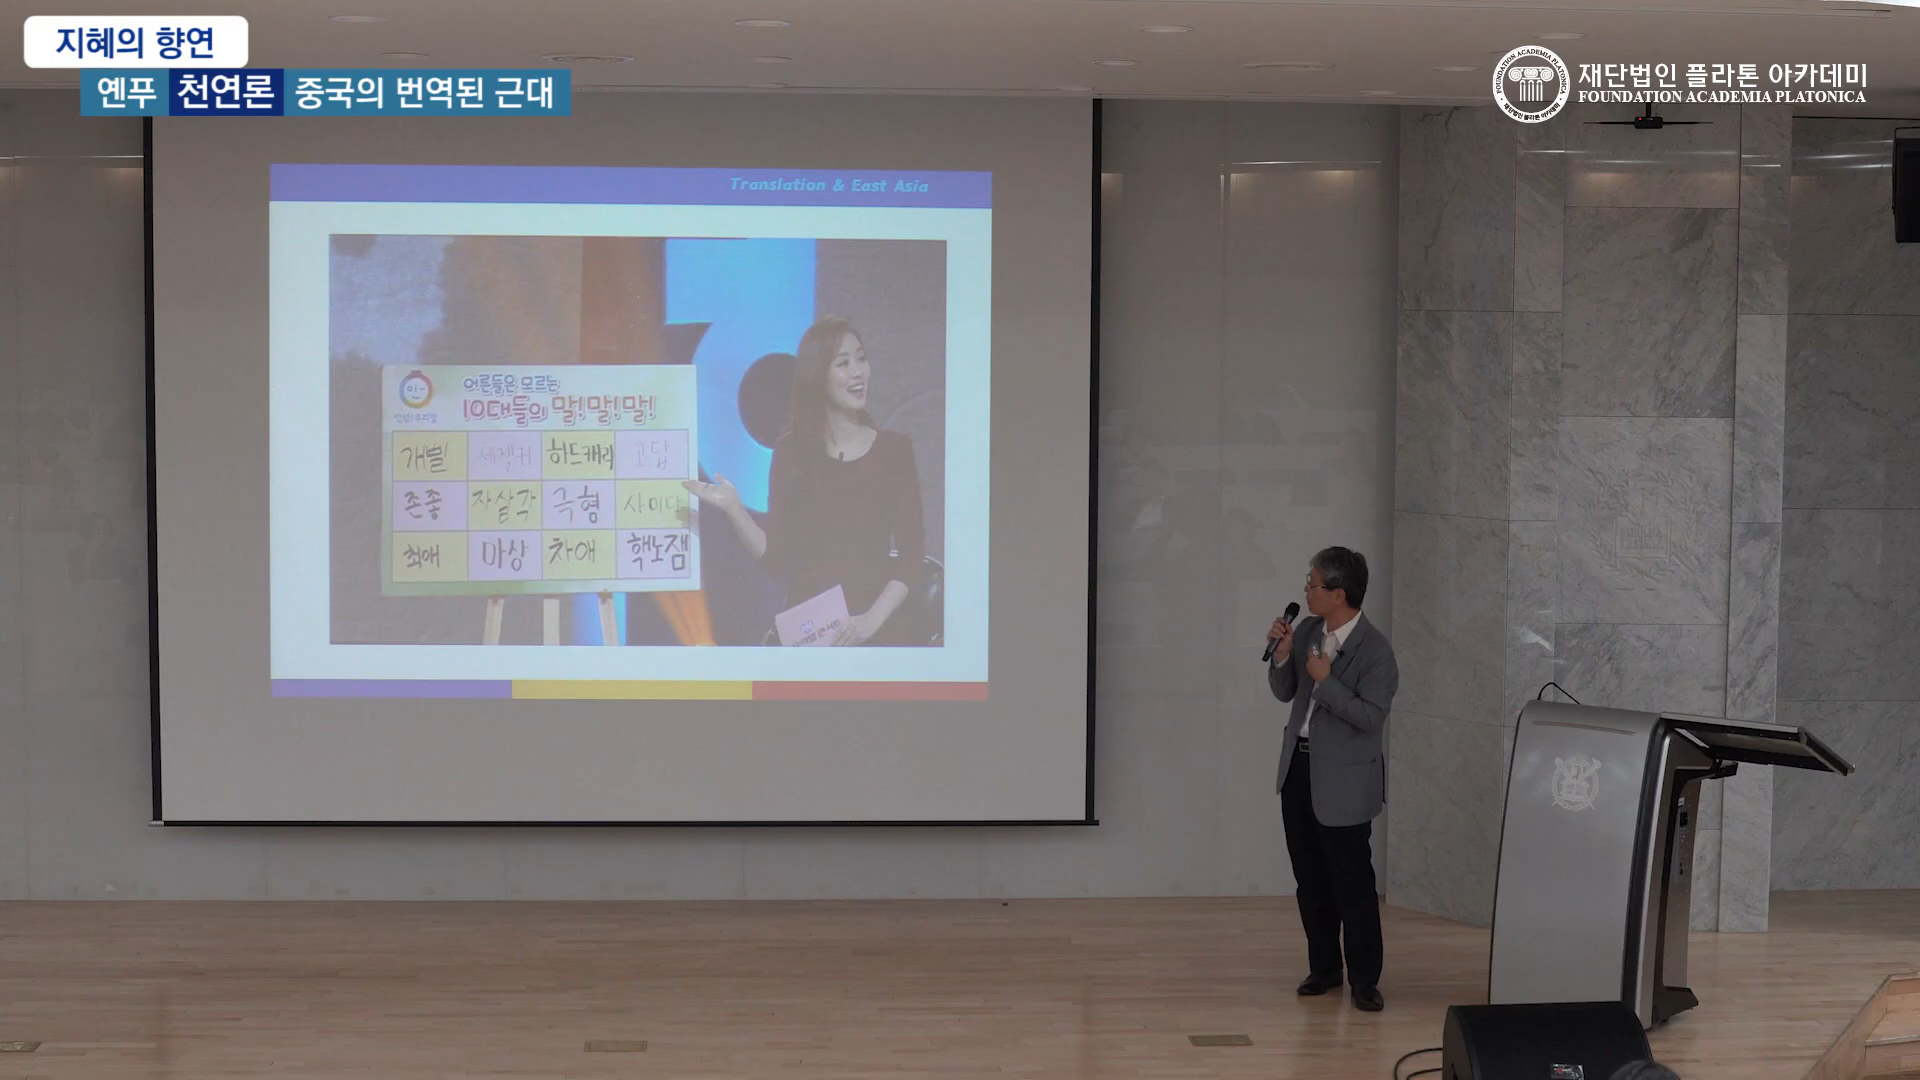 지혜의 향연
옌푸 천연론 중국의 번역된 근대
재단법인 플라톤 아카데미
FOUNDATION ACADEMIA PLATONICA
Translation & East Asia
어른들은 모르는
10대들의 말!말!말!
개별 세젤귀 하드캐리 고답
존좋 자삽각 극혐 사이다
최애 마상 차애 핵노잼